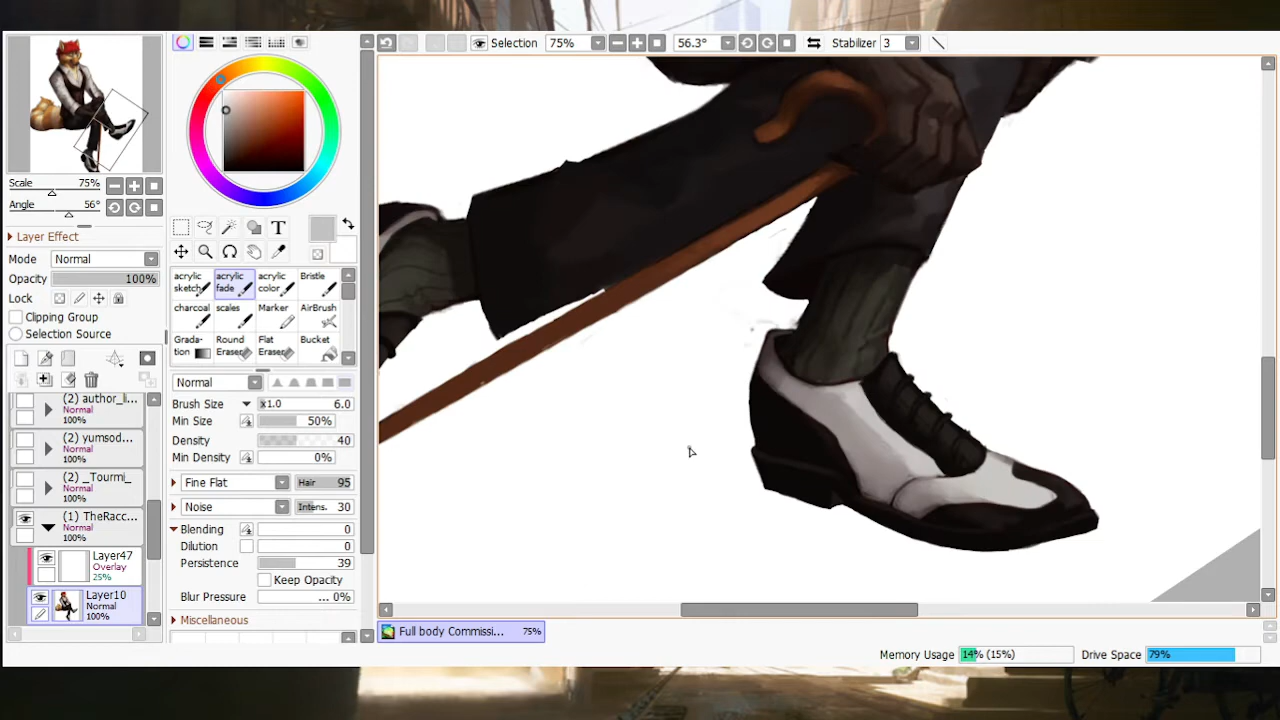 Selection 75% 56.3° Stabilizer 3
Scale 75%
Angle 56°
Layer Effect
Mode Normal
Opacity 100%
Lock
Clipping Group
Selection Source
(2) author_li...
Normal
100%
(2) yumsod...
Normal
100%
(2) _Tourmi_
Normal
100%
(1) TheRacc...
Normal
100%
Layer47
Overlay
25%
Layer10
Normal
100%
T
acrylic sketch
acrylic fade
acrylic color
Bristle
charcoal
scales
Marker
AirBrush
Grada-
tion
Round
Eraser
Flat
Eraser
Bucket
Normal
Brush Size x1.0 6.0
Min Size 50%
Density 40
Min Density 0%
Fine Flat Hair 95
Noise Intens. 30
Blending 0
Dilution 0
Persistence 39
Keep Opacity
Blur Pressure ... 0%
Miscellaneous
Full body Commissi... 75%
Memory Usage 14% (15%) Drive Space 79%